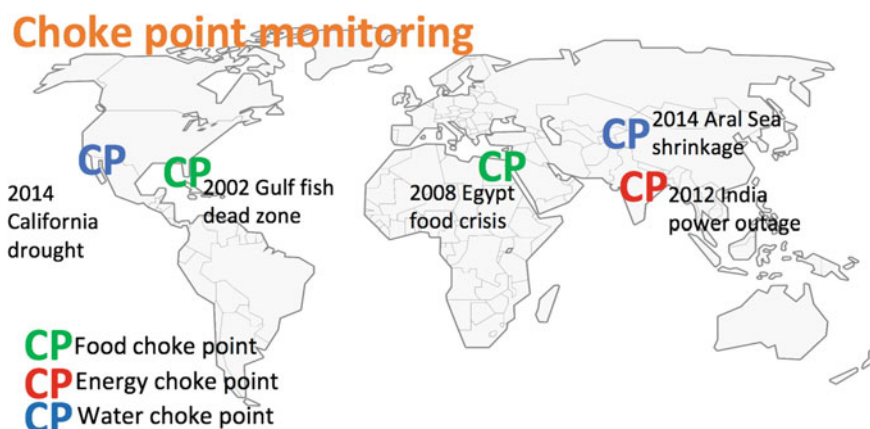 Choke point monitoring
CP
2014
California
drought
CP
2002 Gulf fish
dead zone
CP
2008 Egypt
food crisis
CP
2014 Aral Sea
shrinkage
CP
2012 India
power outage
CP Food choke point
CP Energy choke point
CP Water choke point